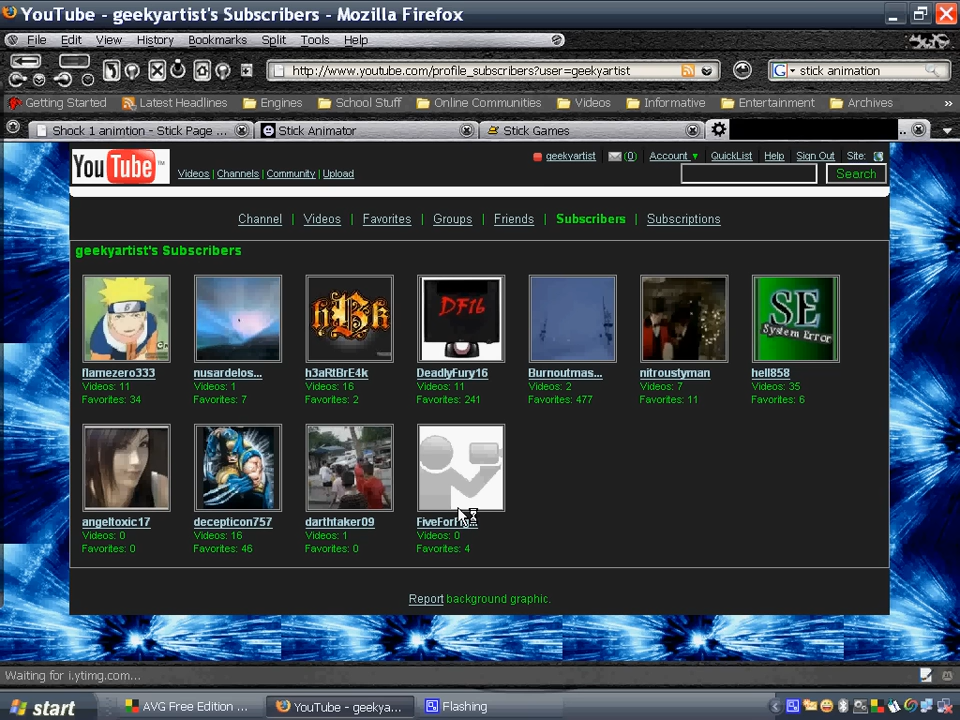 YouTube - geekyartist's Subscribers - Mozilla Firefox
File Edit View History Bookmarks Split Tools Help
http://www.youtube.com/profile_subscribers?user=geekyartist
G stick animation
Getting Started Latest Headlines Engines School Stuff Online Communities Videos Informative Entertainment Archives »
Shock 1 animtion - Stick Page ... Stick Animator Stick Games ..
YouTube™
geekyartist (0) Account ▼ QuickList Help Sign Out Site:
Videos | Channels | Community | Upload
Search
Channel | Videos | Favorites | Groups | Friends | Subscribers | Subscriptions
geekyartist's Subscribers
hBk DF16 SE System Error
flamezero333 nusardelos... h3aRtBrE4k DeadlyFury16 Burnoutmas... nitroustyman hell858
Videos: 11 Videos: 1 Videos: 16 Videos: 11 Videos: 2 Videos: 7 Videos: 35
Favorites: 34 Favorites: 7 Favorites: 2 Favorites: 241 Favorites: 477 Favorites: 11 Favorites: 6
angeltoxic17 decepticon757 darthtaker09
Videos: 0 Videos: 16 Videos: 1 Videos: 0
Favorites: 0 Favorites: 46 Favorites: 0 Favorites: 4
Report background graphic.
Waiting for i.ytimg.com...
start AVG Free Edition ... YouTube - geekya... Flashing